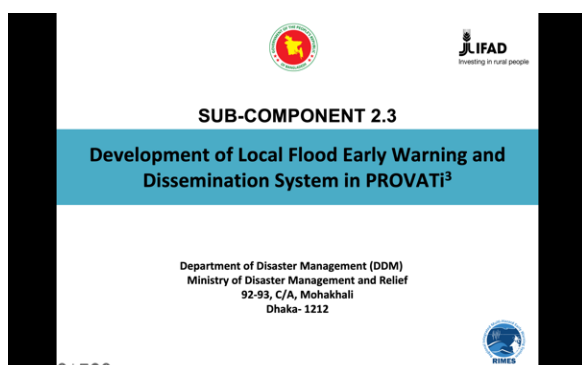 IFAD
Investing in rural people
SUB-COMPONENT 2.3
Development of Local Flood Early Warning and
Dissemination System in PROVATi³
Department of Disaster Management (DDM)
Ministry of Disaster Management and Relief
92-93, C/A, Mohakhali
Dhaka- 1212
RIMES